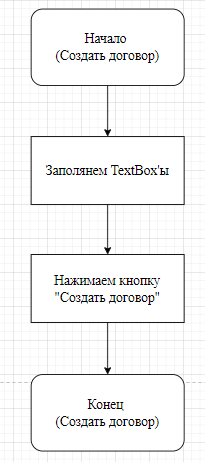 Начало
(Создать договор)
Заполянем TextBox'ы
Нажимаем кнопку
"Создать договор"
Конец
(Создать договор)